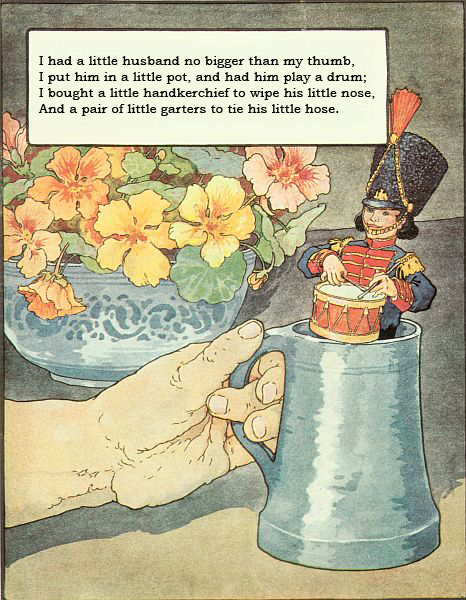 I had a little husband no bigger than my thumb,
I put him in a little pot, and had him play a drum;
I bought a little handkerchief to wipe his little nose,
And a pair of little garters to tie his little hose.